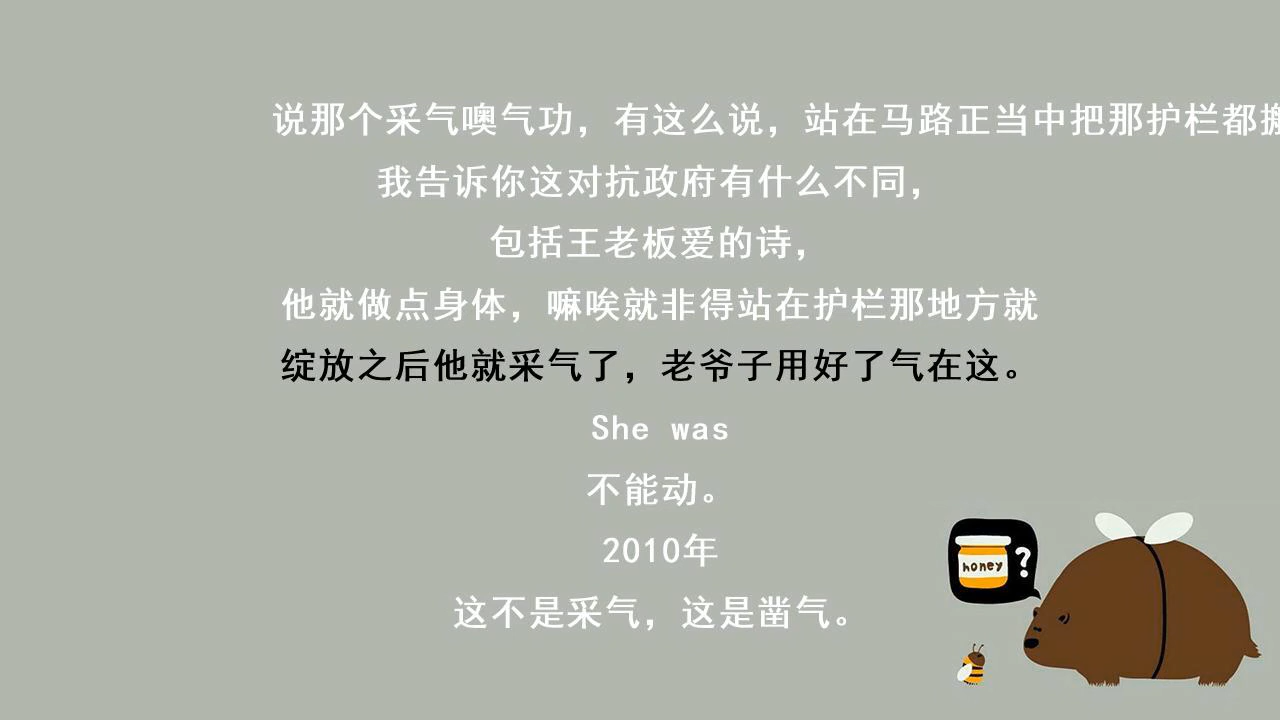 说那个采气噢气功，有这么说，站在马路正当中把那护栏都搬
我告诉你这对抗政府有什么不同，
包括王老板爱的诗，
他就做点身体，嘛唉就非得站在护栏那地方就
绽放之后他就采气了，老爷子用好了气在这。
She was
不能动。
2010年
这不是采气，这是凿气。
honey
?